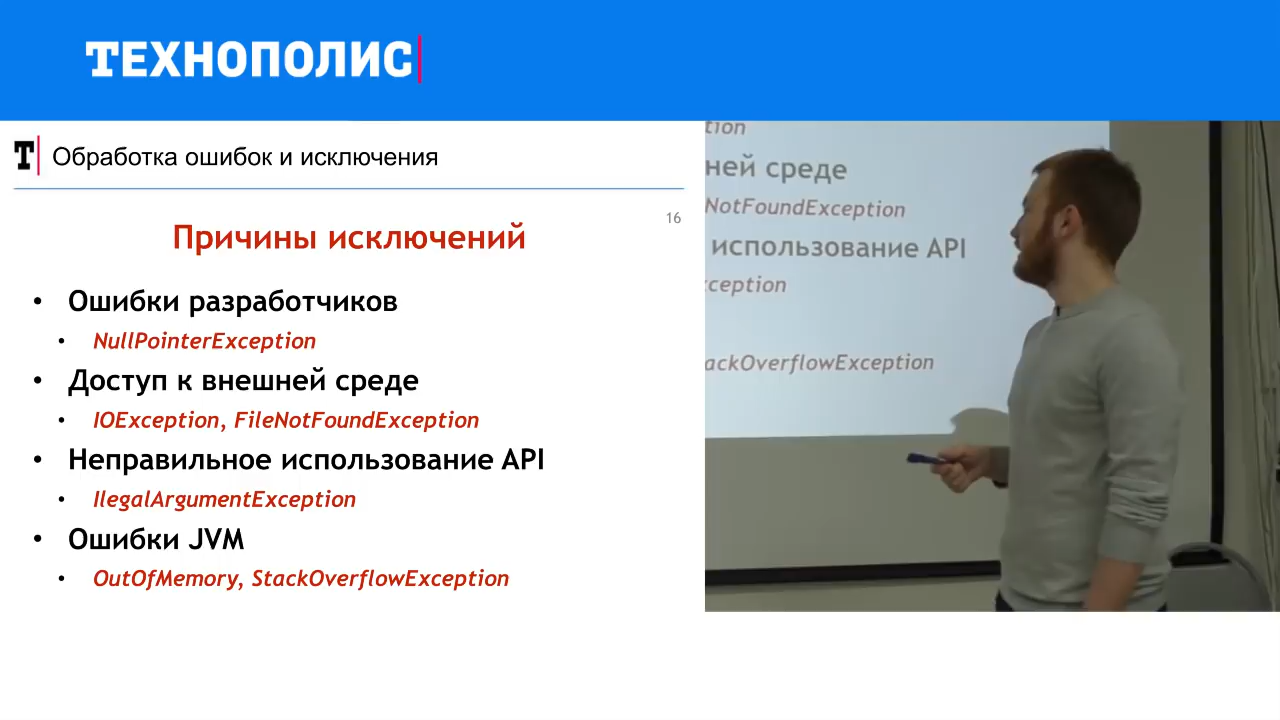 ТЕХНОПОЛИС
Т
Обработка ошибок и исключения
16
Причины исключений
• Ошибки разработчиков
• NullPointerException
• Доступ к внешней среде
• IOException, FileNotFoundException
• Неправильное использование API
• IlegalArgumentException
• Ошибки JVM
• OutOfMemory, StackOverflowException
tion
ней среде
NotFoundException
использование API
ception
ackOverflowException